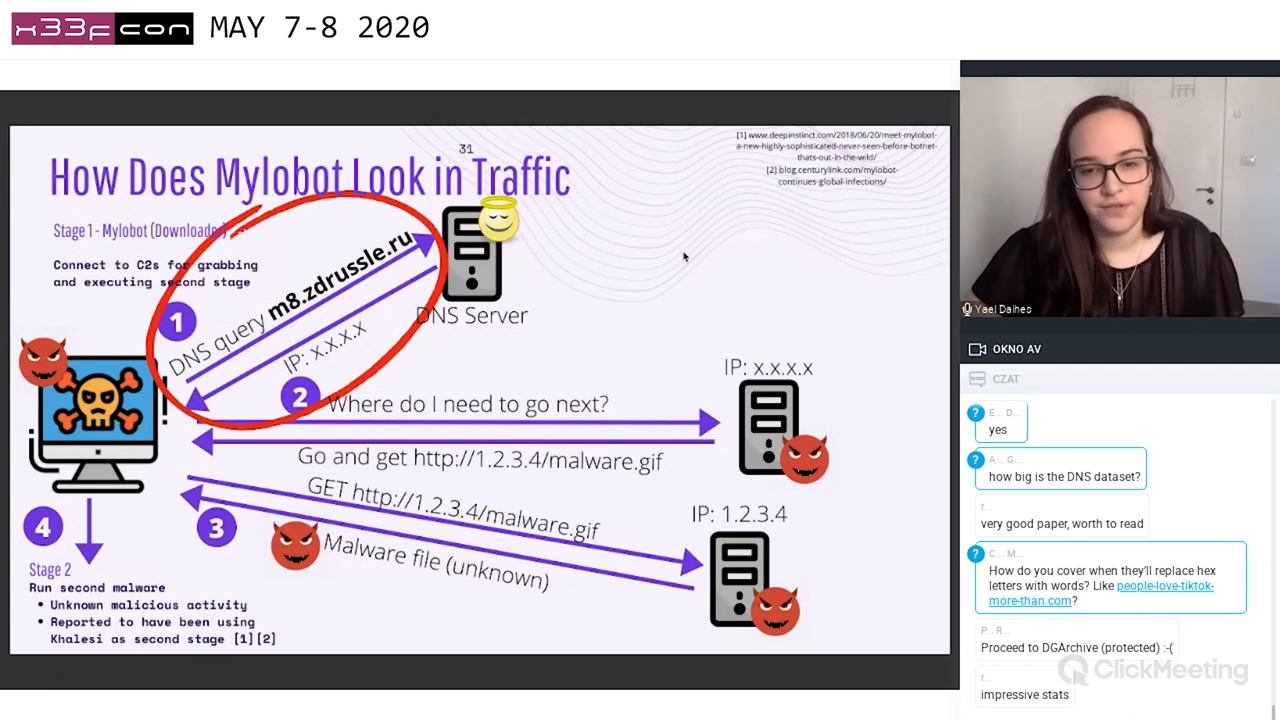 x33fcon MAY 7-8 2020
31
How Does Mylobot Look in Traffic
[1] www.deepinstinct.com/2018/06/20/meet-mylobot-
a-new-highly-sophisticated-never-seen-before-botnet-
thats-out-in-the-wild/
[2] blog.centurylink.com/mylobot-
continues-global-infections/
Stage 1 - Mylobot (Downloader)
Connect to C2s for grabbing
and executing second stage
1
DNS query m8.zdrussle.ru
IP: x.x.x.x
DNS Server
2
Where do I need to go next?
Go and get http://1.2.3.4/malware.gif
IP: x.x.x.x
3
GET http://1.2.3.4/malware.gif
Malware file (unknown)
IP: 1.2.3.4
4
Stage 2
Run second malware
• Unknown malicious activity
• Reported to have been using
Khalesi as second stage [1][2]
Yael Daihes
OKNO AV
CZAT
? E... D...
yes
? A... G...
how big is the DNS dataset?
r...
very good paper, worth to read
? C... M...
How do you cover when they'll replace hex
letters with words? Like people-love-tiktok-
more-than.com?
P... R...
Proceed to DGArchive (protected) :-(
r...
impressive stats
ClickMeeting